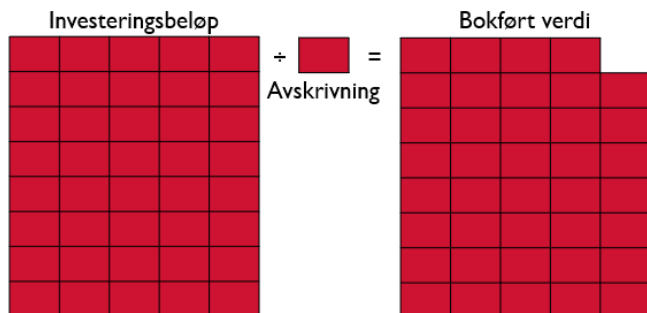 Investeringsbeløp
Bokført verdi
÷
=
Avskrivning